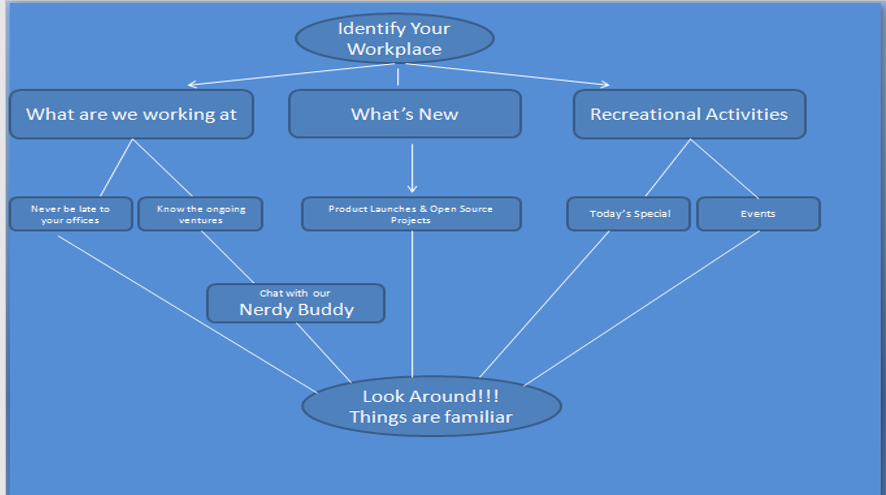 Identify Your
Workplace
What are we working at
What's New
Recreational Activities
Never be late to
your offices
Know the ongoing
ventures
Product Launches & Open Source
Projects
Today's Special
Events
Chat with our
Nerdy Buddy
Look Around!!!
Things are familiar